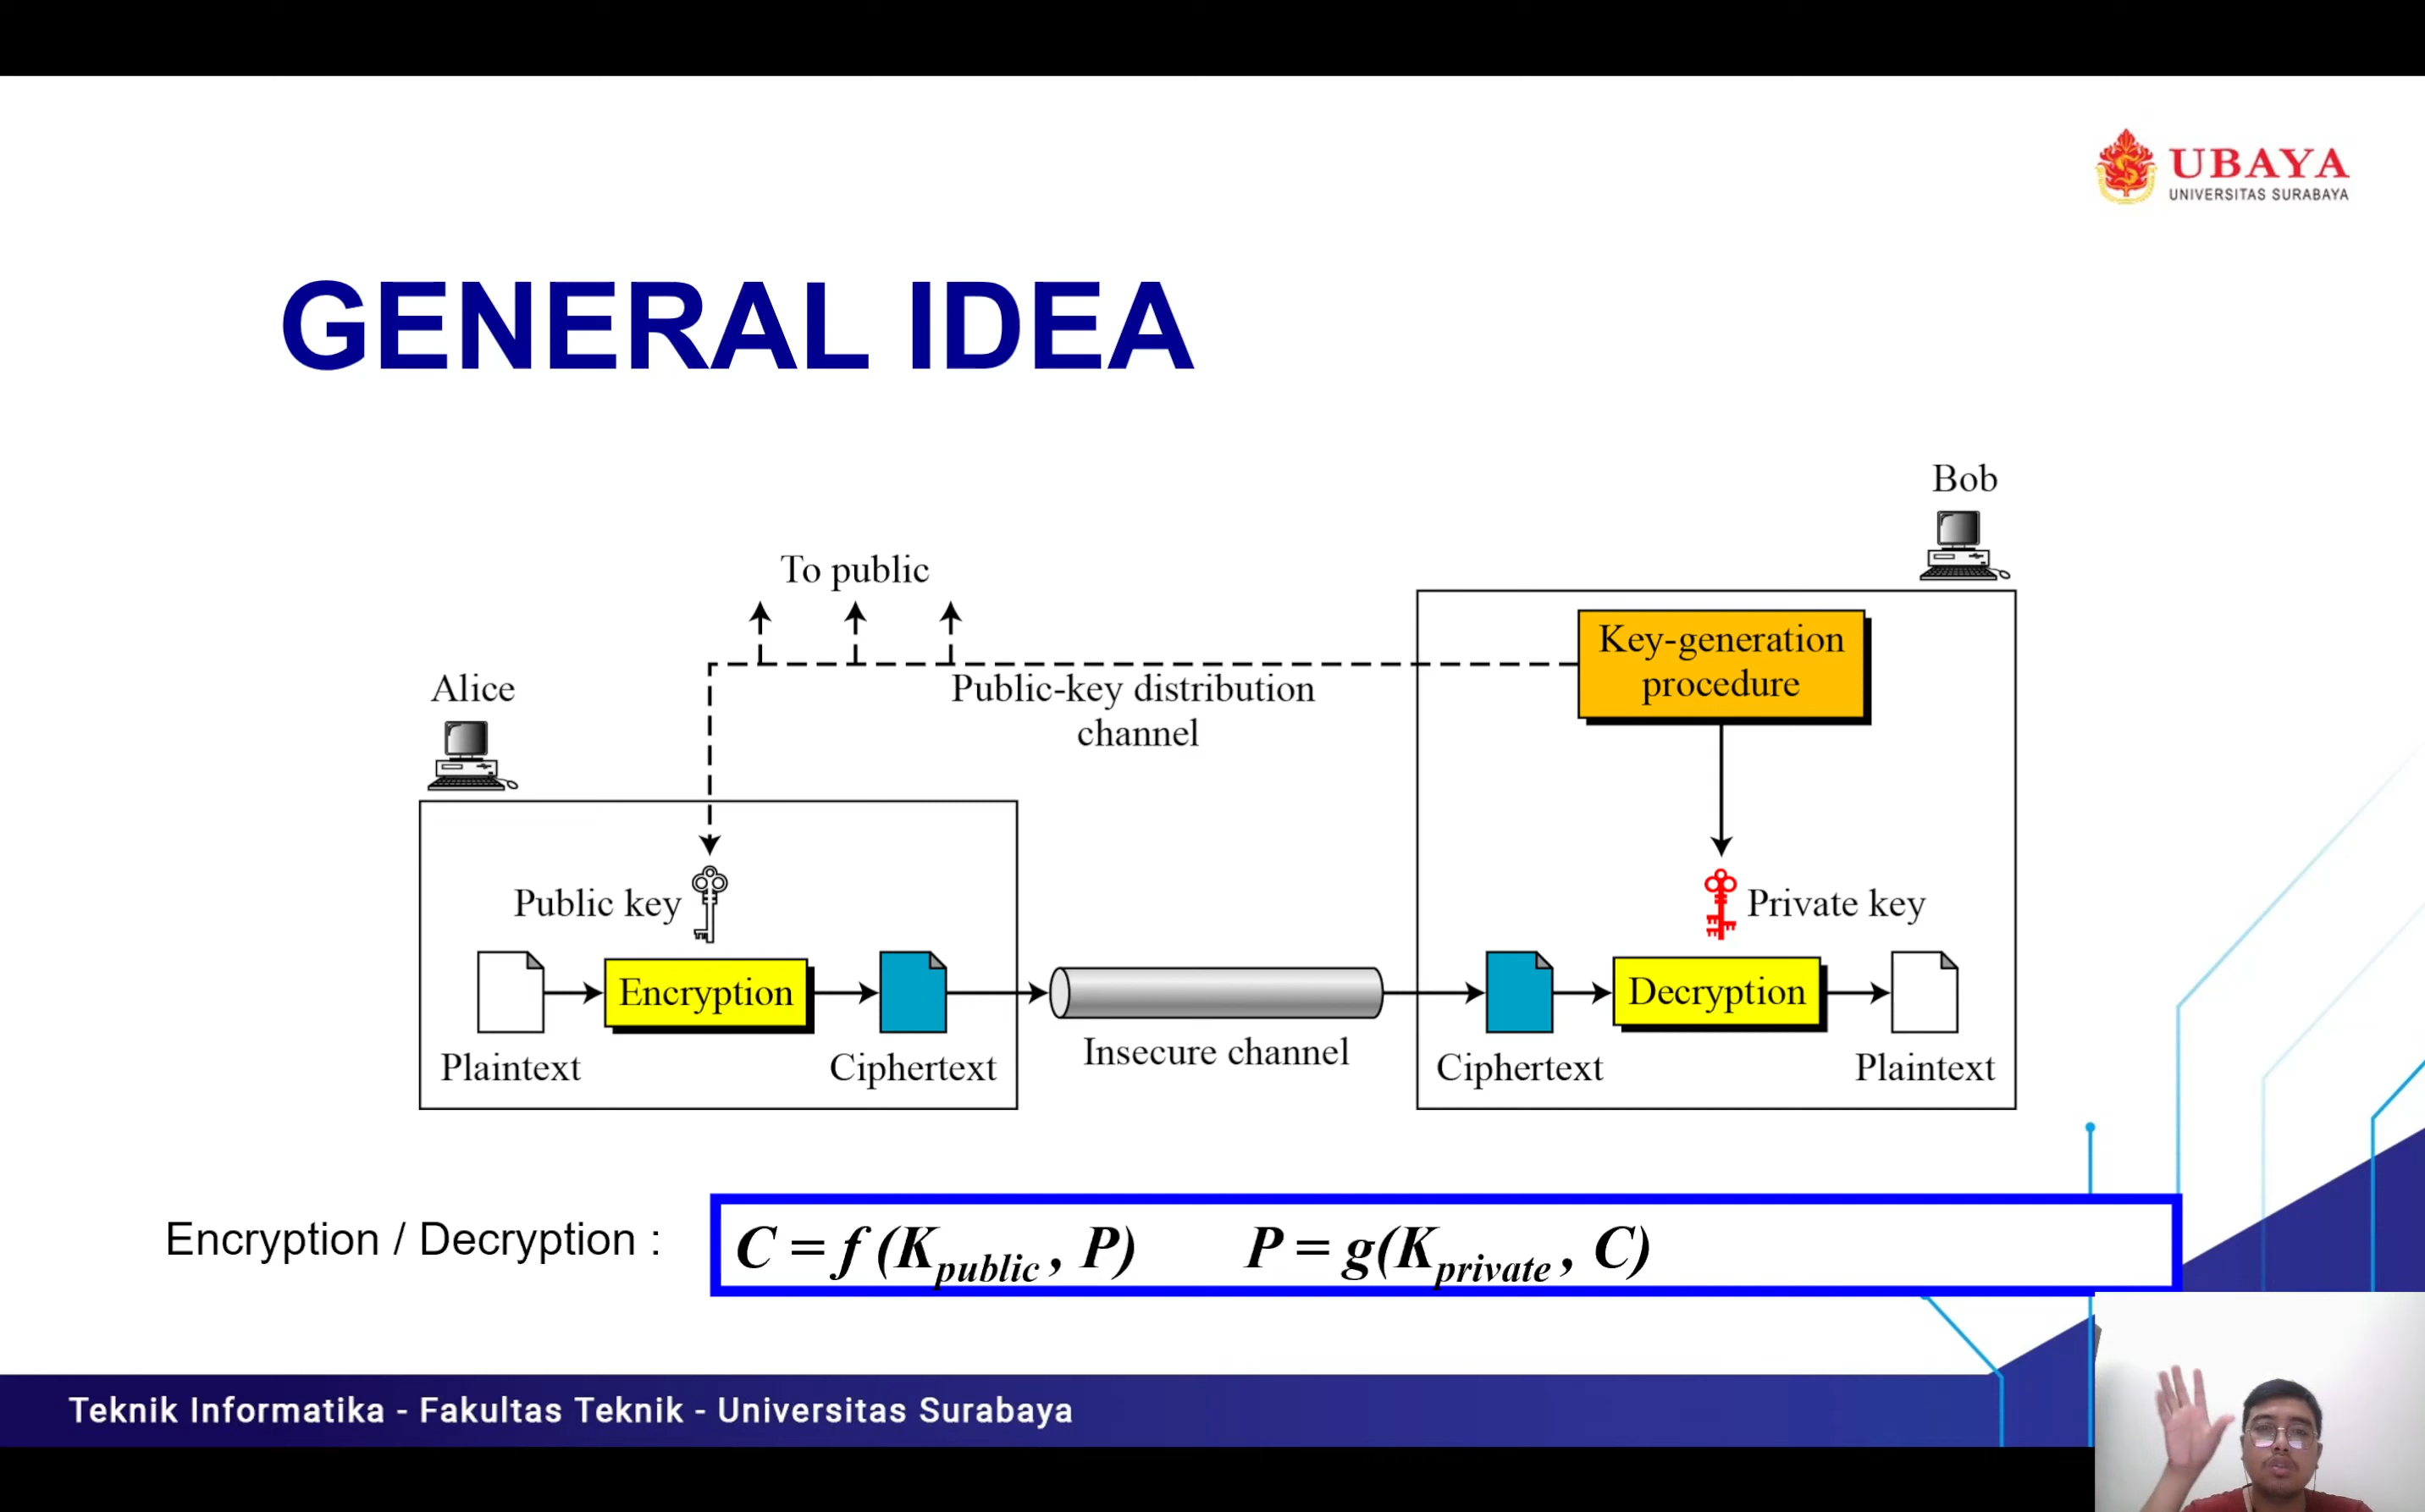 UBAYA
UNIVERSITAS SURABAYA
GENERAL IDEA
Bob
To public
Key-generation
procedure
Alice
Public-key distribution
channel
Public key
Private key
Encryption
Decryption
Plaintext
Ciphertext
Insecure channel
Ciphertext
Plaintext
Encryption / Decryption :
C = f (Kpublic , P) P = g(Kprivate , C)
Teknik Informatika - Fakultas Teknik - Universitas Surabaya